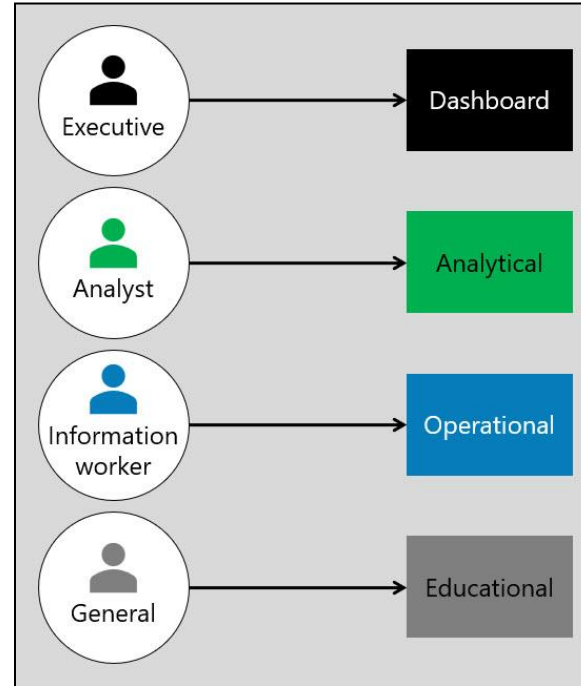 Executive
Dashboard
Analyst
Analytical
Information
worker
Operational
General
Educational